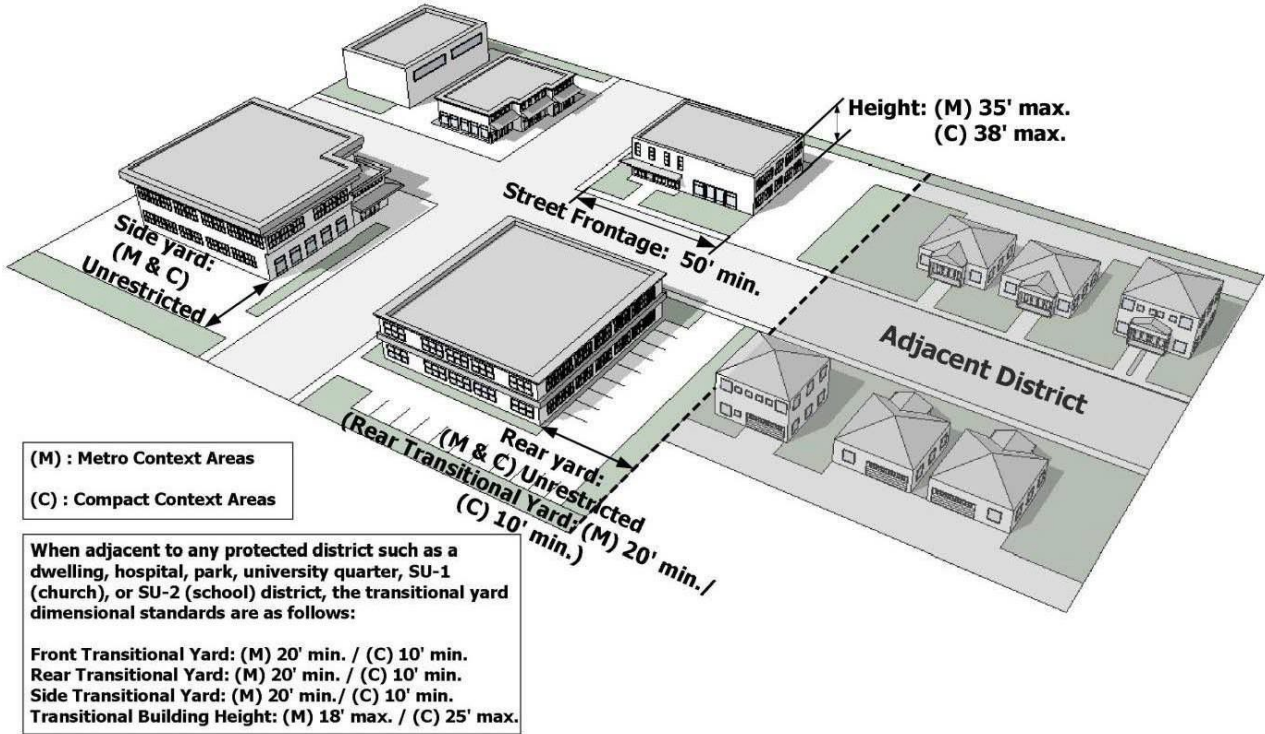 Height: (M) 35' max.
(C) 38' max.
Street Frontage: 50' min.
Side yard:
(M & C)
Unrestricted
Adjacent District
Rear yard:
(M & C) Unrestricted
(Rear Transitional Yard: (M) 20' min./
(C) 10' min.)
(M) : Metro Context Areas
(C) : Compact Context Areas
When adjacent to any protected district such as a
dwelling, hospital, park, university quarter, SU-1
(church), or SU-2 (school) district, the transitional yard
dimensional standards are as follows:
Front Transitional Yard: (M) 20' min. / (C) 10' min.
Rear Transitional Yard: (M) 20' min. / (C) 10' min.
Side Transitional Yard: (M) 20' min./ (C) 10' min.
Transitional Building Height: (M) 18' max. / (C) 25' max.